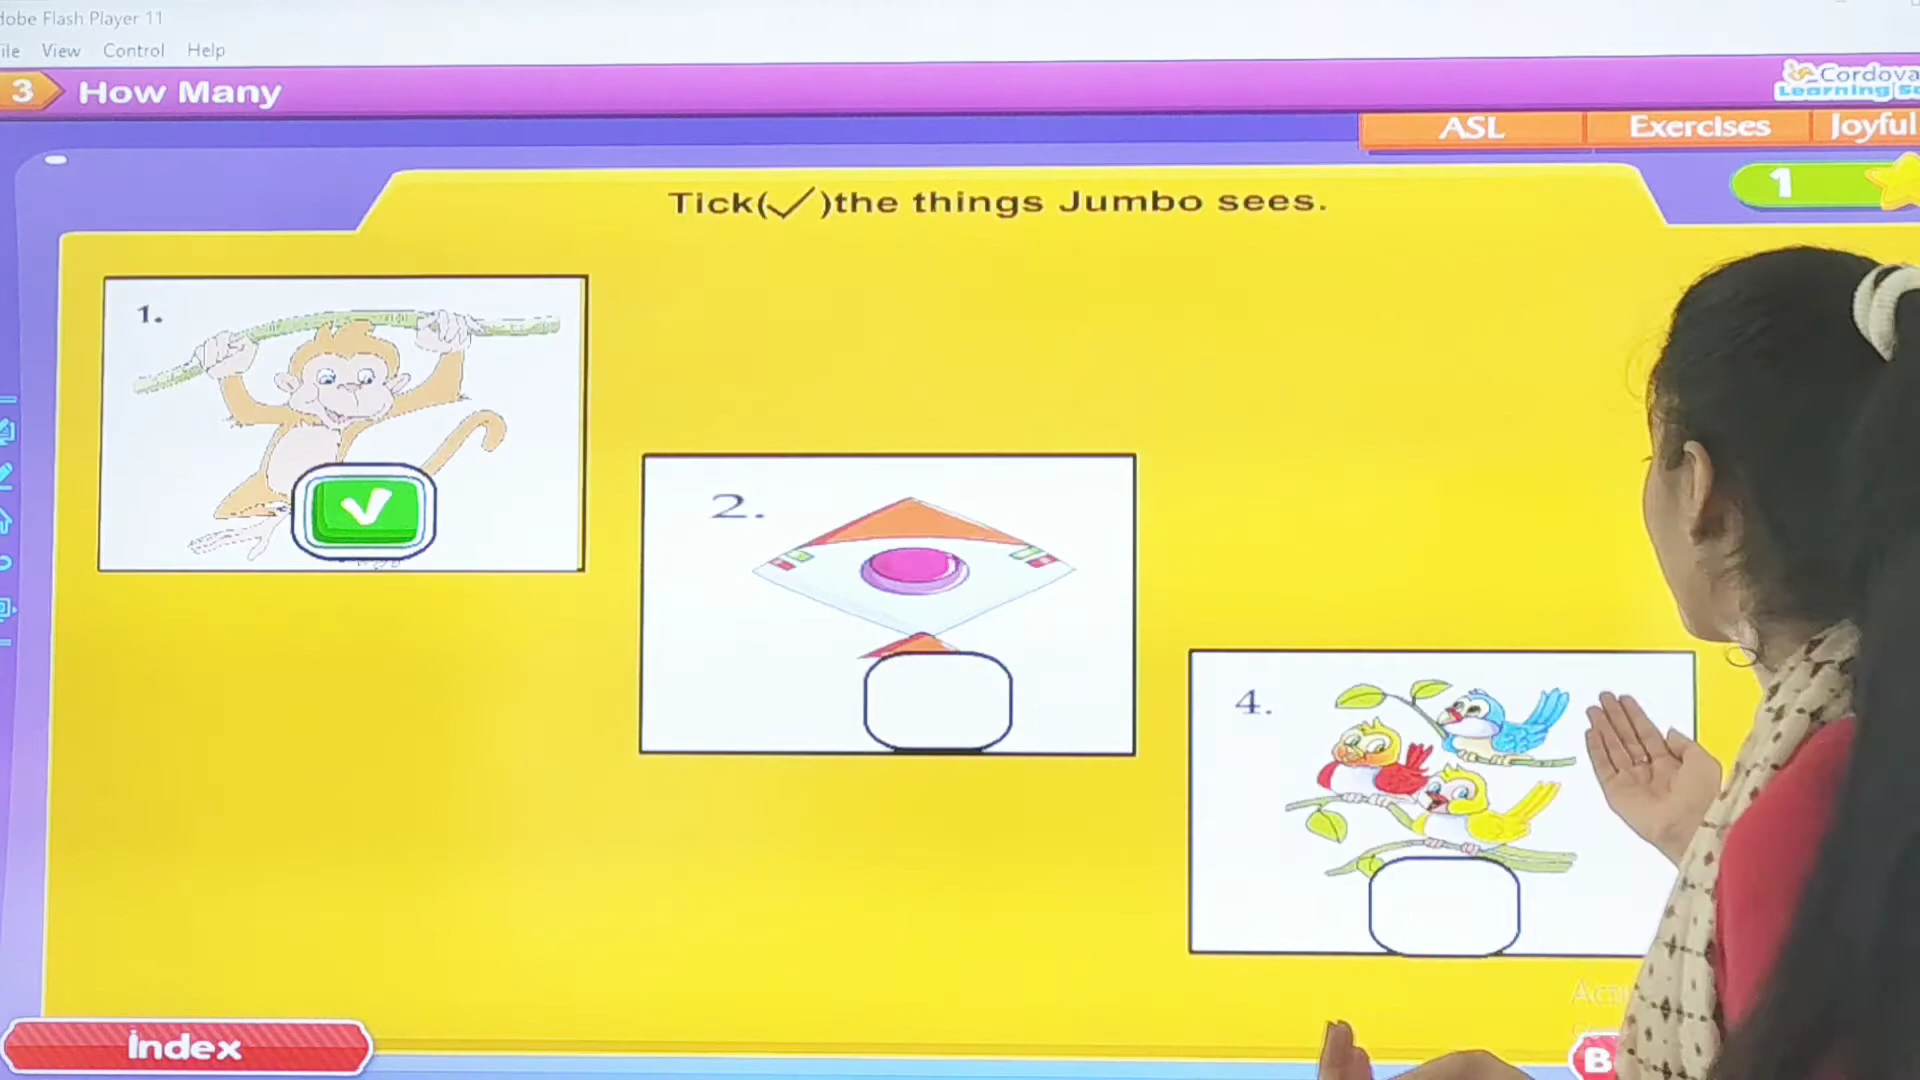 dobe Flash Player 11
ile View Control Help
3 How Many
Cordova
Learning
ASL Exercises Joyful
1
Tick(✓)the things Jumbo sees.
1.
2.
4.
Index
B